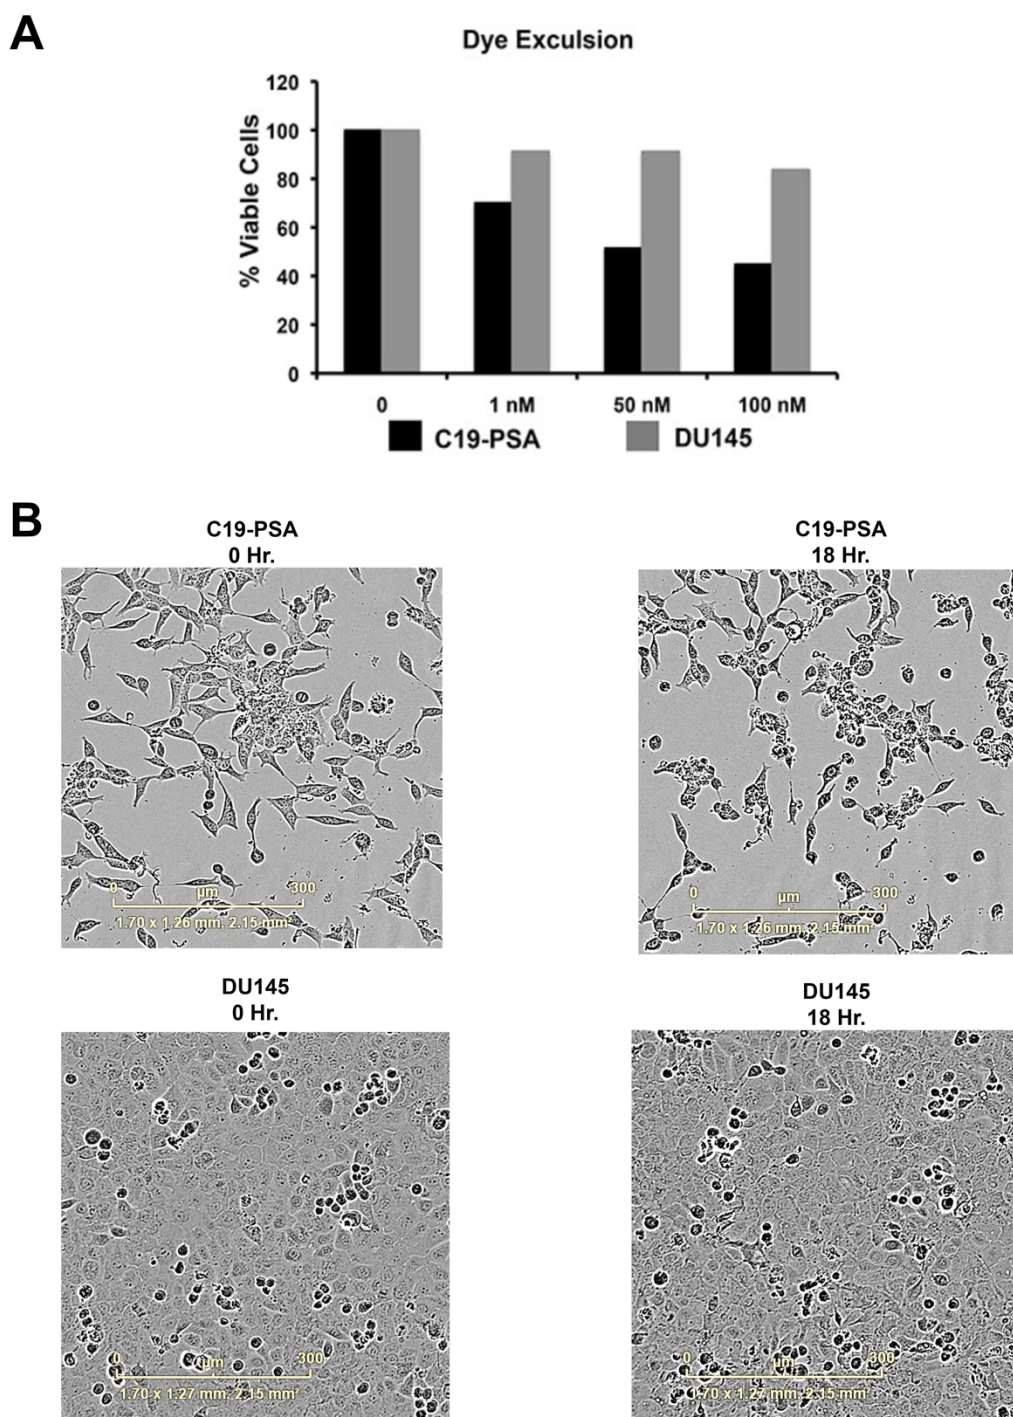 A
Dye Exculsion
% Viable Cells
120
100
80
60
40
20
0
0
1 nM
50 nM
100 nM
C19-PSA
DU145
B
C19-PSA
0 Hr.
C19-PSA
18 Hr.
0 µm 300
1.70 x 1.26 mm. 2.15 mm²
0 µm 300
1.70 x 1.26 mm. 2.15 mm²
DU145
0 Hr.
DU145
18 Hr.
0 µm 300
1.70 x 1.27 mm. 2.15 mm²
0 µm 300
1.70 x 1.27 mm. 2.15 mm²